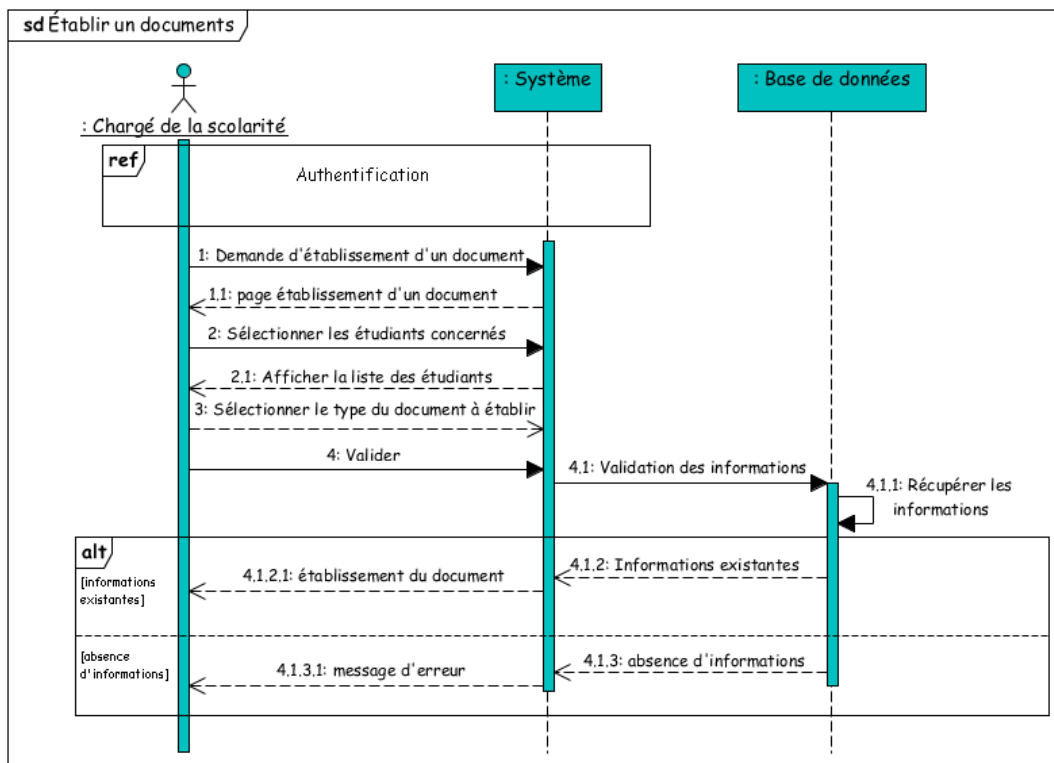 sd Établir un documents
: Système
: Base de données
: Chargé de la scolarité
ref
Authentification
1: Demande d'établissement d'un document
1.1: page établissement d'un document
2: Sélectionner les étudiants concernés
2.1: Afficher la liste des étudiants
3: Sélectionner le type du document à établir
4: Valider
4.1: Validation des informations
4.1.1: Récupérer les
informations
alt
[informations
existantes]
4.1.2: Informations existantes
4.1.2.1: établissement du document
[absence
d'informations]
4.1.3: absence d'informations
4.1.3.1: message d'erreur